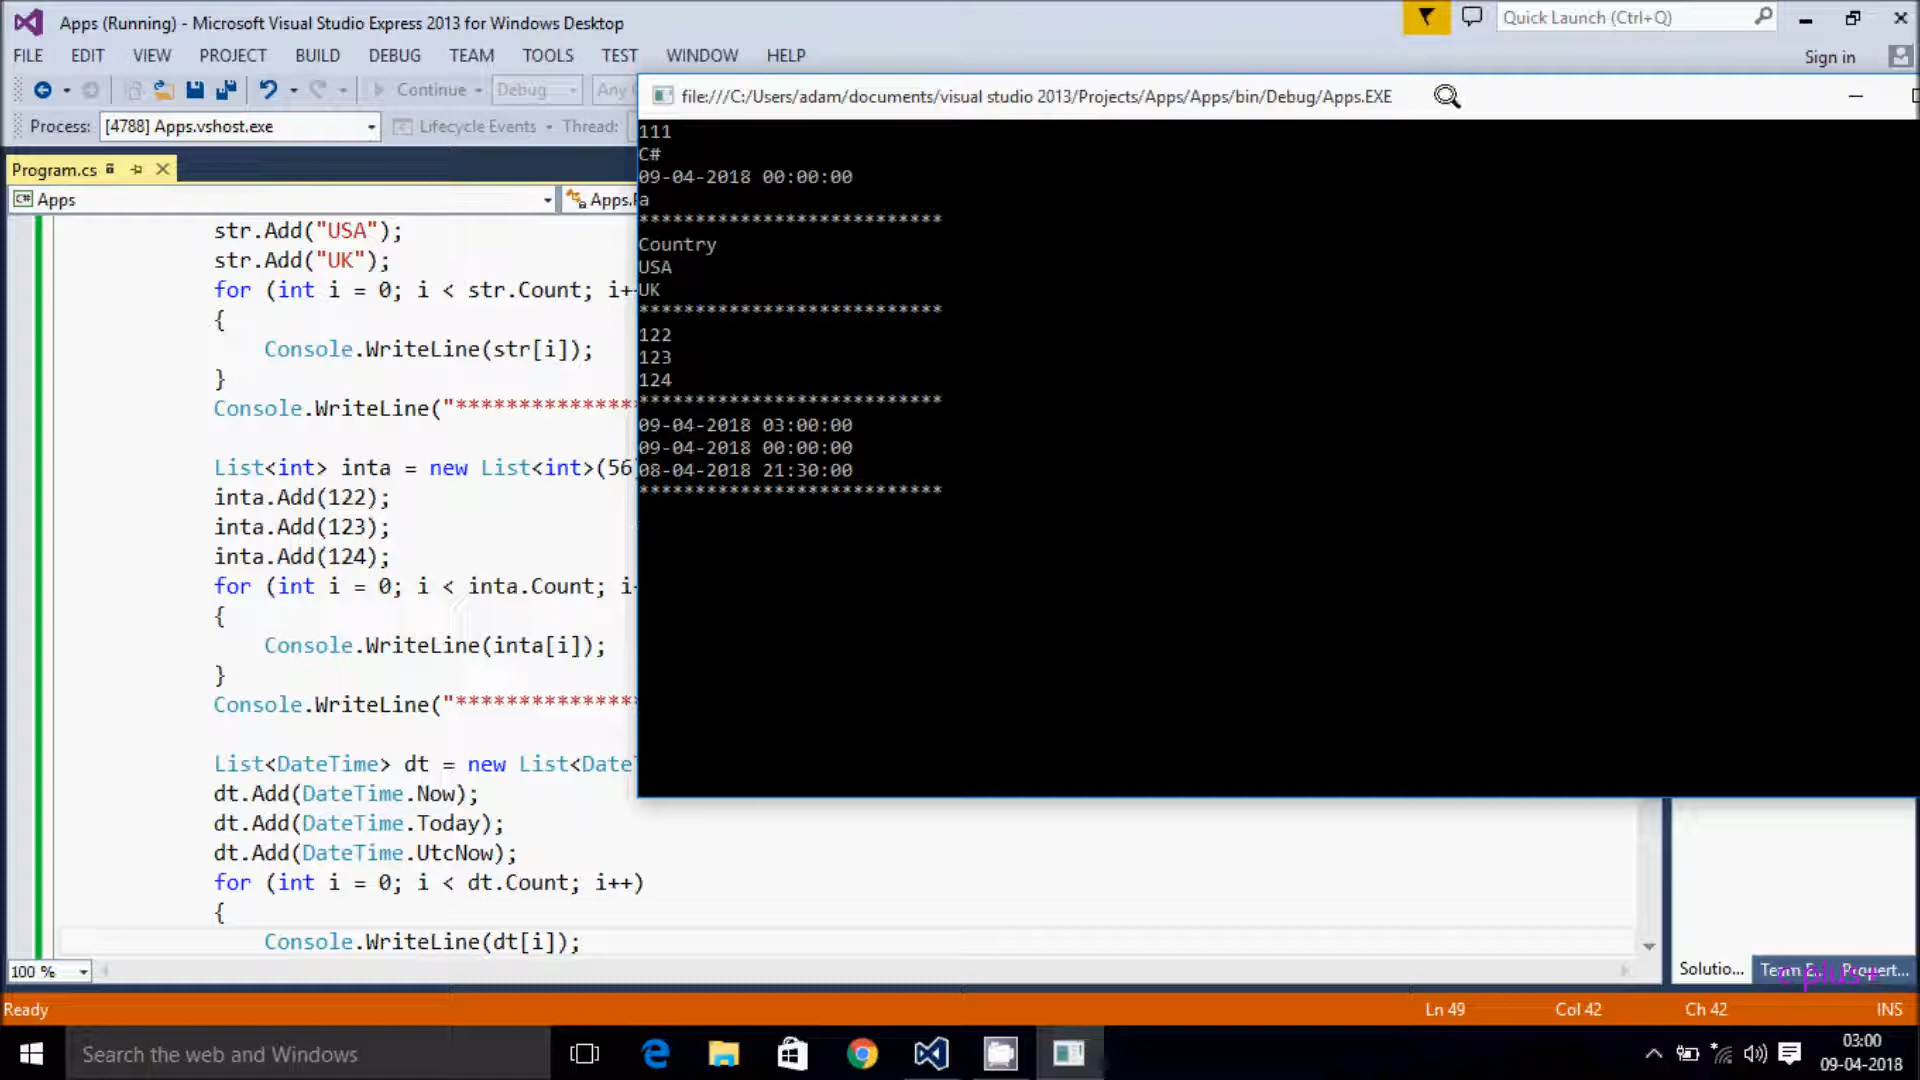 Apps (Running) - Microsoft Visual Studio Express 2013 for Windows Desktop
Quick Launch (Ctrl+Q)
FILE EDIT VIEW PROJECT BUILD DEBUG TEAM TOOLS TEST WINDOW HELP
Sign in
Continue Debug Any
Process: [4788] Apps.vshost.exe Lifecycle Events Thread:
Program.cs
Apps Apps.
str.Add("USA");
str.Add("UK");
for (int i = 0; i < str.Count; i+
{
Console.WriteLine(str[i]);
}
Console.WriteLine("**************
List<int> inta = new List<int>(56
inta.Add(122);
inta.Add(123);
inta.Add(124);
for (int i = 0; i < inta.Count; i
{
Console.WriteLine(inta[i]);
}
Console.WriteLine("**************
List<DateTime> dt = new List<Date
dt.Add(DateTime.Now);
dt.Add(DateTime.Today);
dt.Add(DateTime.UtcNow);
for (int i = 0; i < dt.Count; i++)
{
Console.WriteLine(dt[i]);
file:///C:/Users/adam/documents/visual studio 2013/Projects/Apps/Apps/bin/Debug/Apps.EXE
111
C#
09-04-2018 00:00:00
a
***************************
Country
USA
UK
***************************
122
123
124
***************************
09-04-2018 03:00:00
09-04-2018 00:00:00
08-04-2018 21:30:00
***************************
100 %
Solutio... Team E... Propert...
c plus+
Ready Ln 49 Col 42 Ch 42 INS
Search the web and Windows
03:00
09-04-2018